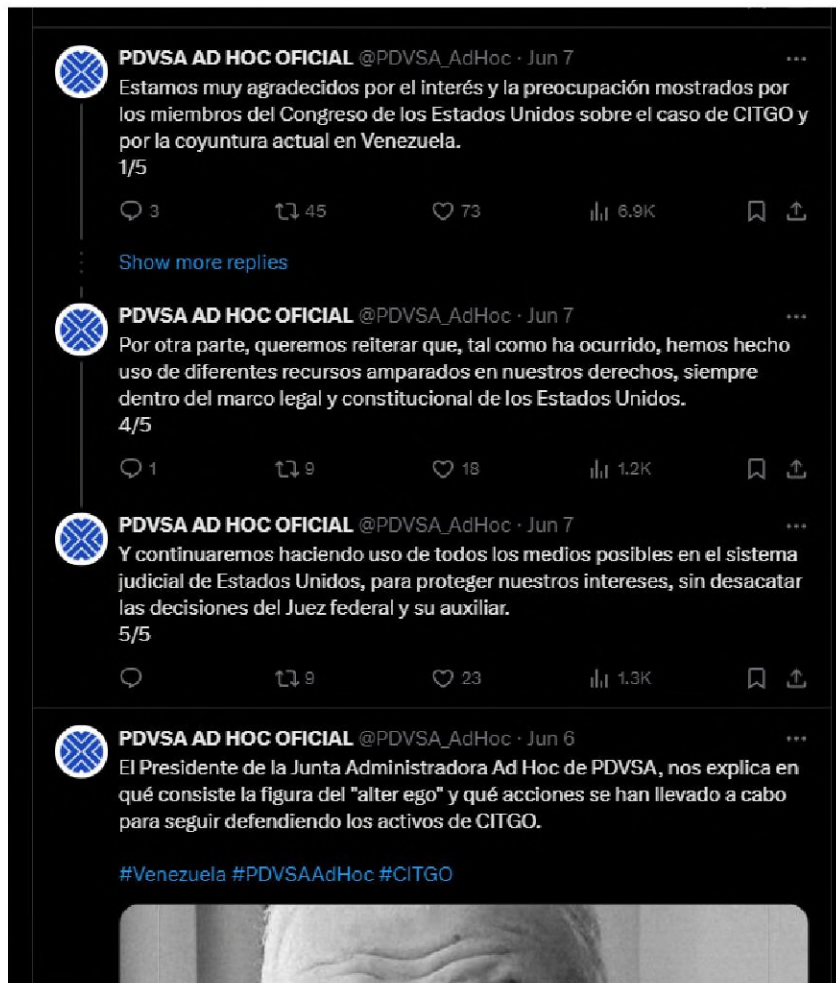 PDVSA AD HOC OFICIAL @PDVSA_AdHoc · Jun 7
Estamos muy agradecidos por el interés y la preocupación mostrados por
los miembros del Congreso de los Estados Unidos sobre el caso de CITGO y
por la coyuntura actual en Venezuela.
1/5
3 45 73 6.9K
Show more replies
PDVSA AD HOC OFICIAL @PDVSA_AdHoc · Jun 7
Por otra parte, queremos reiterar que, tal como ha ocurrido, hemos hecho
uso de diferentes recursos amparados en nuestros derechos, siempre
dentro del marco legal y constitucional de los Estados Unidos.
4/5
1 9 18 1.2K
PDVSA AD HOC OFICIAL @PDVSA_AdHoc · Jun 7
Y continuaremos haciendo uso de todos los medios posibles en el sistema
judicial de Estados Unidos, para proteger nuestros intereses, sin desacatar
las decisiones del Juez federal y su auxiliar.
5/5
9 23 1.3K
PDVSA AD HOC OFICIAL @PDVSA_AdHoc · Jun 6
El Presidente de la Junta Administradora Ad Hoc de PDVSA, nos explica en
qué consiste la figura del "alter ego" y qué acciones se han llevado a cabo
para seguir defendiendo los activos de CITGO.
#Venezuela #PDVSAAdHoc #CITGO